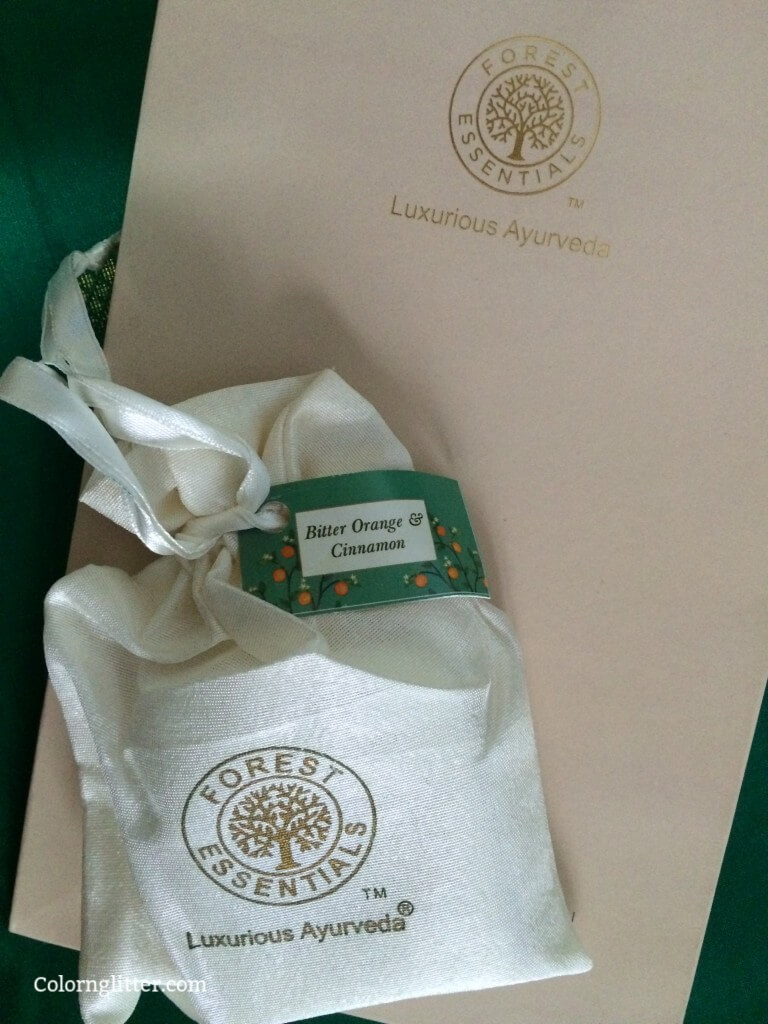 FOREST
ESSENTIALS
TM
Luxurious Ayurveda
Bitter Orange &
Cinnamon
FOREST
ESSENTIALS
TM
Luxurious Ayurveda®
Colornglitter.com